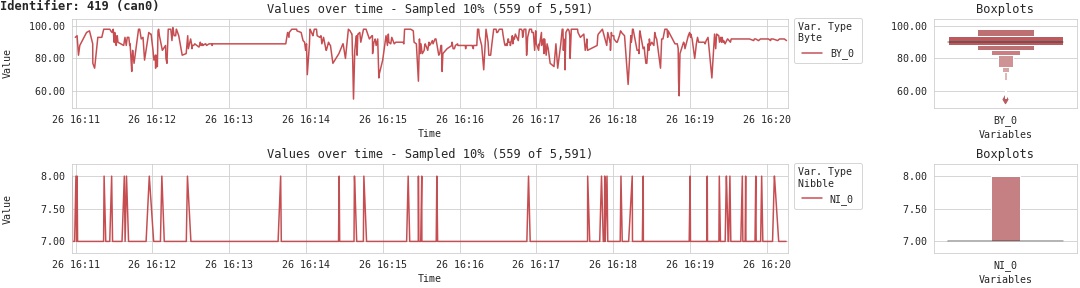 Identifier: 419 (can0)
Values over time - Sampled 10% (559 of 5,591)
Boxplots
100.00
80.00
60.00
Value
26 16:11 26 16:12 26 16:13 26 16:14 26 16:15 26 16:16 26 16:17 26 16:18 26 16:19 26 16:20
Time
Var. Type
Byte
BY_0
100.00
80.00
60.00
BY_0
Variables
Values over time - Sampled 10% (559 of 5,591)
Boxplots
8.00
7.50
7.00
Value
26 16:11 26 16:12 26 16:13 26 16:14 26 16:15 26 16:16 26 16:17 26 16:18 26 16:19 26 16:20
Time
Var. Type
Nibble
NI_0
8.00
7.50
7.00
NI_0
Variables